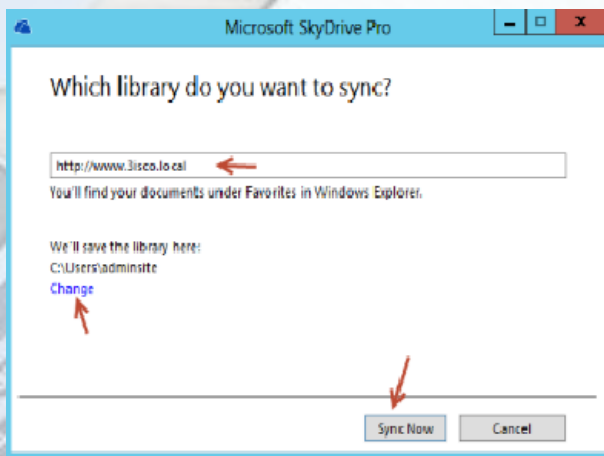 Microsoft SkyDrive Pro
Which library do you want to sync?
http://www.3isco.local
You'll find your documents under Favorites in Windows Explorer.
We'll save the library here:
C:\Users\adminsite
Change
Sync Now
Cancel